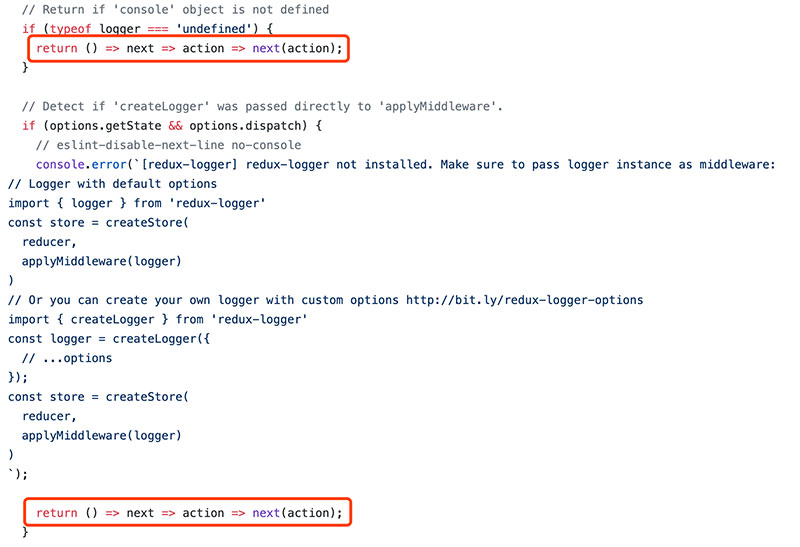 // Return if 'console' object is not defined
if (typeof logger === 'undefined') {
return () => next => action => next(action);
}
// Detect if 'createLogger' was passed directly to 'applyMiddleware'.
if (options.getState && options.dispatch) {
// eslint-disable-next-line no-console
console.error(`[redux-logger] redux-logger not installed. Make sure to pass logger instance as middleware:
// Logger with default options
import { logger } from 'redux-logger'
const store = createStore(
reducer,
applyMiddleware(logger)
)
// Or you can create your own logger with custom options http://bit.ly/redux-logger-options
import { createLogger } from 'redux-logger'
const logger = createLogger({
// ...options
});
const store = createStore(
reducer,
applyMiddleware(logger)
)
`);
return () => next => action => next(action);
}